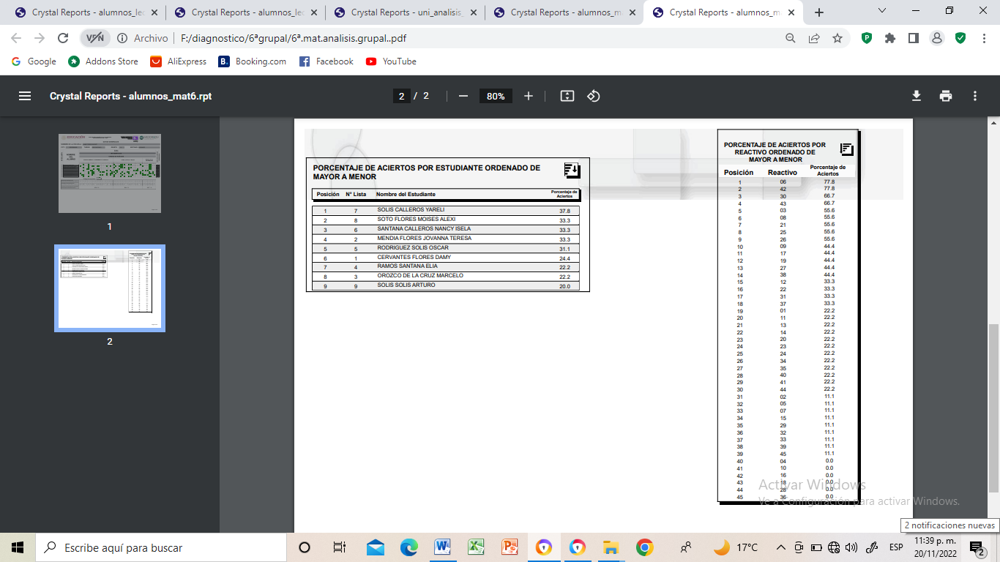 Crystal Reports - alumnos_lec
Crystal Reports - alumnos_lec
Crystal Reports - uni_analisis_
Crystal Reports - alumnos_m
Crystal Reports - alumnos_m
VPN Archivo F:/diagnostico/6ªgrupal/6ª.mat.analisis.grupal..pdf
Google Addons Store AliExpress Booking.com Facebook YouTube
Crystal Reports - alumnos_mat6.rpt 2 / 2 80%
1
2
PORCENTAJE DE ACIERTOS POR ESTUDIANTE ORDENADO DE
MAYOR A MENOR
Posición N° Lista Nombre del Estudiante Porcentaje de Aciertos
1 7 SOLIS CALLEROS YARELI 37.8
2 8 SOTO FLORES MOISES ALEXI 33.3
3 6 SANTANA CALLEROS NANCY ISELA 33.3
4 2 MENDIA FLORES JOVANNA TERESA 33.3
5 5 RODRIGUEZ SOLIS OSCAR 31.1
6 1 CERVANTES FLORES DAMY 24.4
7 4 RAMOS SANTANA ELIA 22.2
8 3 OROZCO DE LA CRUZ MARCELO 22.2
9 9 SOLIS SOLIS ARTURO 20.0
PORCENTAJE DE ACIERTOS POR
REACTIVO ORDENADO DE
MAYOR A MENOR
Posición Reactivo Porcentaje de Aciertos
1 06 77.8
2 42 77.8
3 30 66.7
4 43 66.7
5 03 55.6
6 08 55.6
7 21 55.6
8 25 55.6
9 26 55.6
10 09 44.4
11 17 44.4
12 19 44.4
13 27 44.4
14 38 44.4
15 12 33.3
16 22 33.3
17 31 33.3
18 37 33.3
19 01 22.2
20 11 22.2
21 13 22.2
22 14 22.2
23 20 22.2
24 23 22.2
25 24 22.2
26 34 22.2
27 35 22.2
28 40 22.2
29 41 22.2
30 44 22.2
31 02 11.1
32 05 11.1
33 07 11.1
34 15 11.1
35 29 11.1
36 32 11.1
37 33 11.1
38 39 11.1
39 45 11.1
40 04 0.0
41 10 0.0
42 16 0.0
43 18 0.0
44 28 0.0
45 36 0.0
Activar Windows
Ve a Configuración para activar Windows.
2 notificaciones nuevas
Escribe aquí para buscar
17°C
ESP
11:39 p. m.
20/11/2022
2